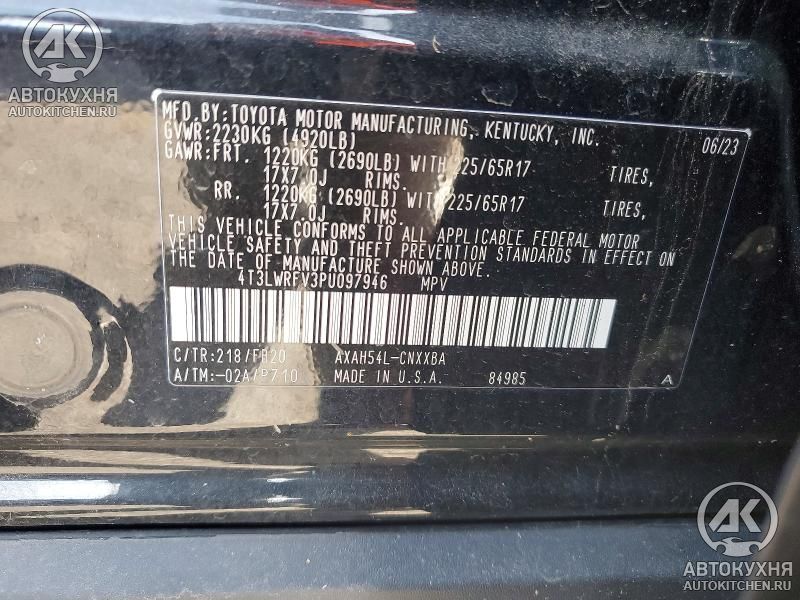 АК
АВТОКУХНЯ
AUTOKITCHEN.RU
MFD.BY:TOYOTA MOTOR MANUFACTURING, KENTUCKY, INC.
GVWR:2230KG (4920LB) 06/23
GAWR:FRT. 1220KG (2690LB) WITH 225/65R17 TIRES,
17X7.0J RIMS.
RR. 1220KG (2690LB) WITH 225/65R17 TIRES,
17X7.0J RIMS.
THIS VEHICLE CONFORMS TO ALL APPLICABLE FEDERAL MOTOR
VEHICLE SAFETY AND THEFT PREVENTION STANDARDS IN EFFECT ON
THE DATE OF MANUFACTURE SHOWN ABOVE.
4T3LWRFV3PU097946 MPV
C/TR:218/FB20 AXAH54L-CNXXBA
A/TM:-02A/P710 MADE IN U.S.A. 84985 A
АК
АВТОКУХНЯ
AUTOKITCHEN.RU